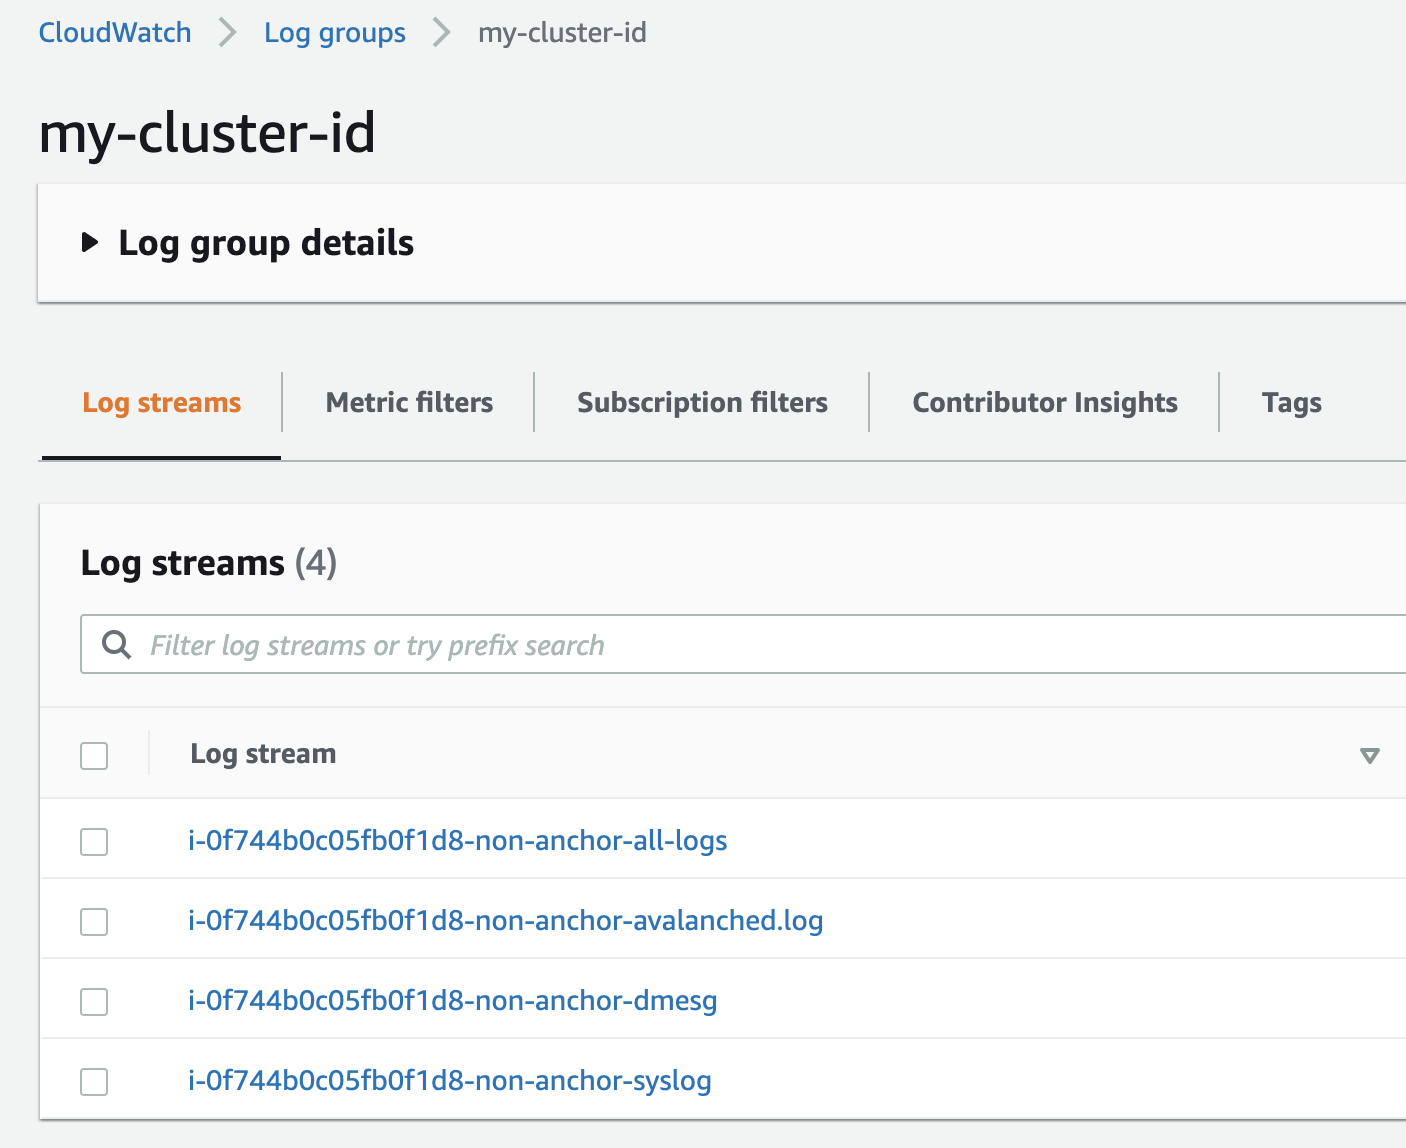 CloudWatch > Log groups > my-cluster-id
my-cluster-id
Log group details
Log streams Metric filters Subscription filters Contributor Insights Tags
Log streams (4)
Filter log streams or try prefix search
Log stream
i-0f744b0c05fb0f1d8-non-anchor-all-logs
i-0f744b0c05fb0f1d8-non-anchor-avalanched.log
i-0f744b0c05fb0f1d8-non-anchor-dmesg
i-0f744b0c05fb0f1d8-non-anchor-syslog